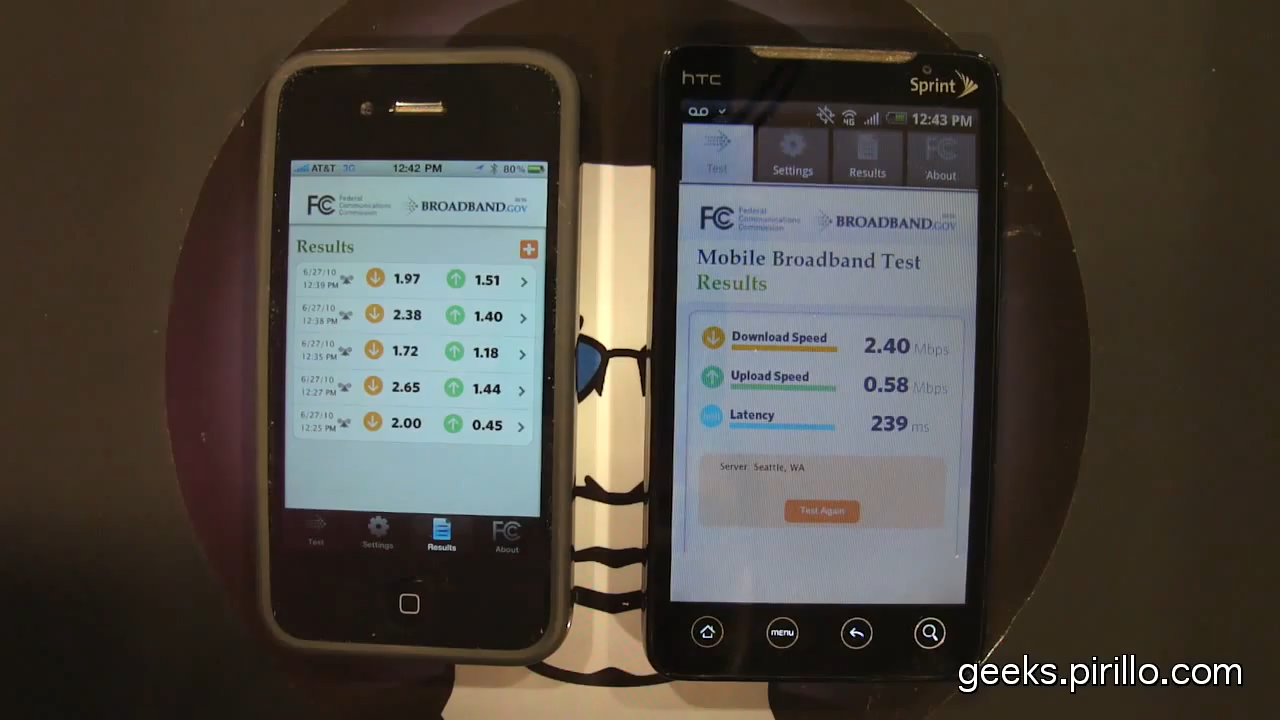 AT&T 3G 12:42 PM 80%
FCC Federal Communications Commission BROADBAND.GOV BETA
Results
6/27/10 12:39 PM 1.97 1.51
6/27/10 12:38 PM 2.38 1.40
6/27/10 12:35 PM 1.72 1.18
6/27/10 12:27 PM 2.65 1.44
6/27/10 12:25 PM 2.00 0.45
Test Settings Results FCC About
hTC Sprint
4G 12:43 PM
Test Settings Results FCC About
FCC Federal Communications Commission BROADBAND.GOV BETA
Mobile Broadband Test
Results
Download Speed 2.40 Mbps
Upload Speed 0.58 Mbps
Latency 239 ms
Server: Seattle, WA
Test Again
MENU
geeks.pirillo.com